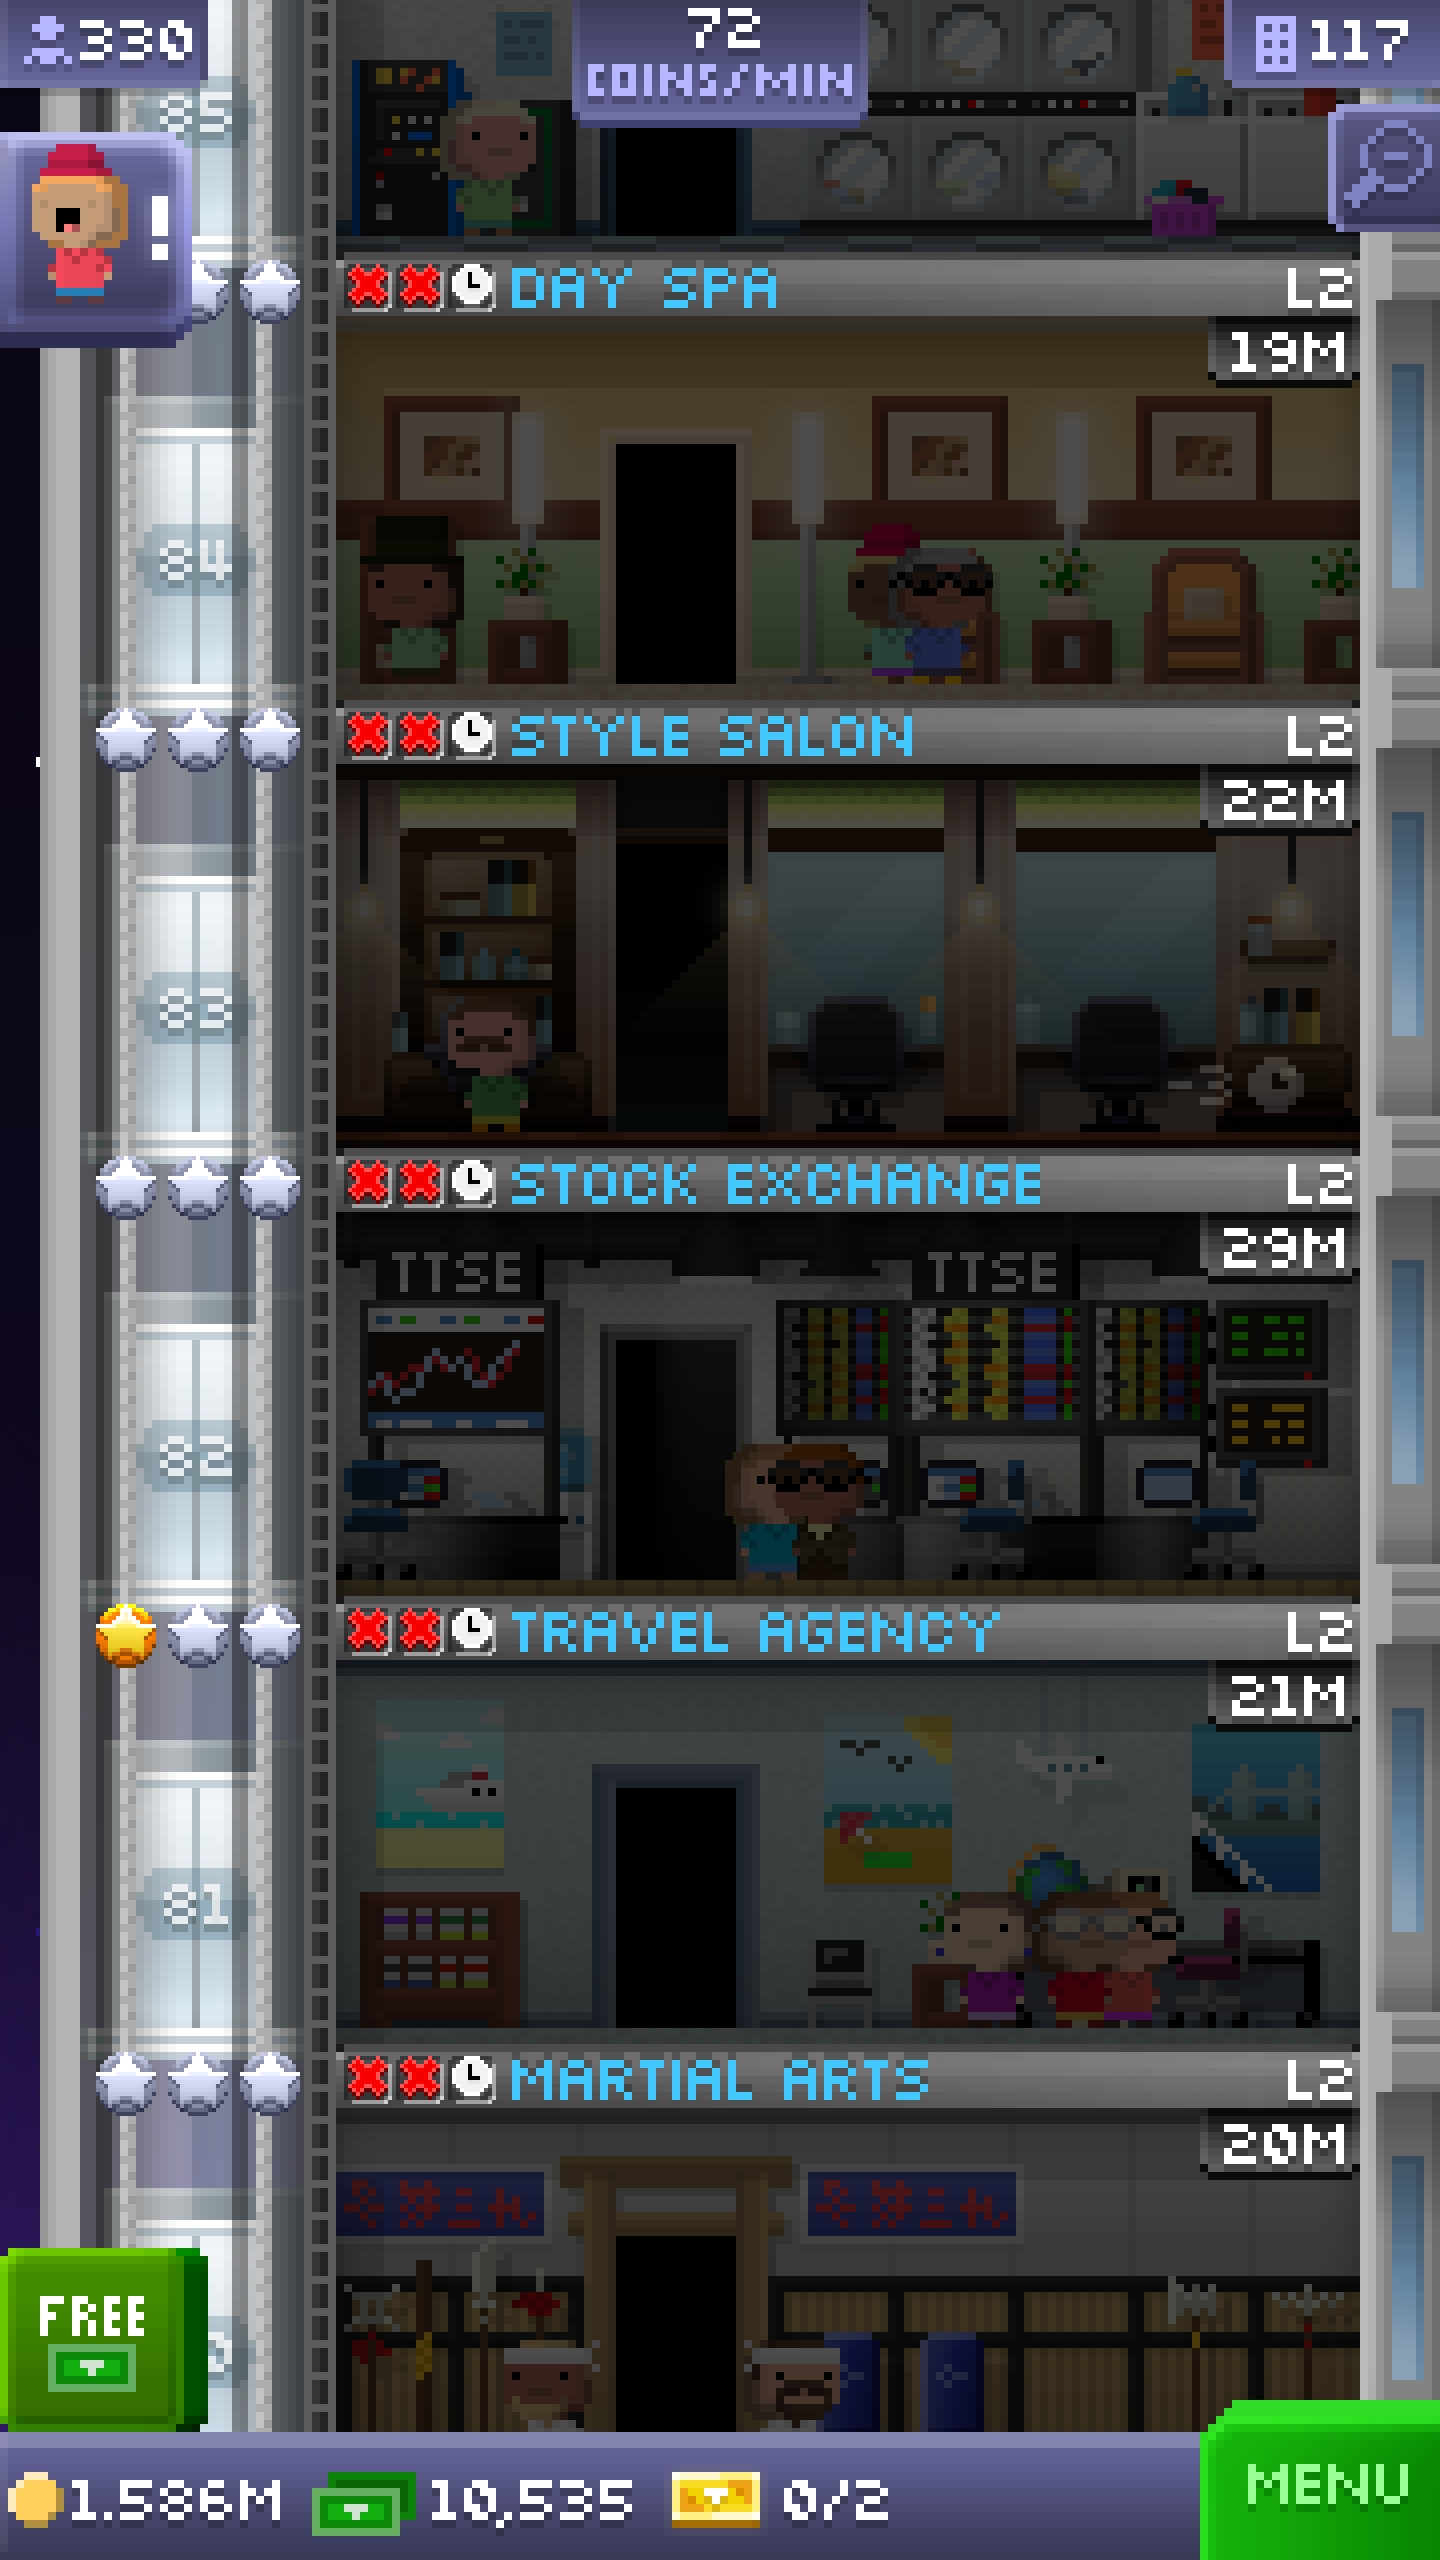 330
72
COINS/MIN
117
85
!
DAY SPA
L2
19M
84
STYLE SALON
L2
22M
83
STOCK EXCHANGE
L2
29M
TTSE
TTSE
82
TRAVEL AGENCY
L2
21M
81
MARTIAL ARTS
L2
20M
FREE
1.586M
10,535
0/2
MENU